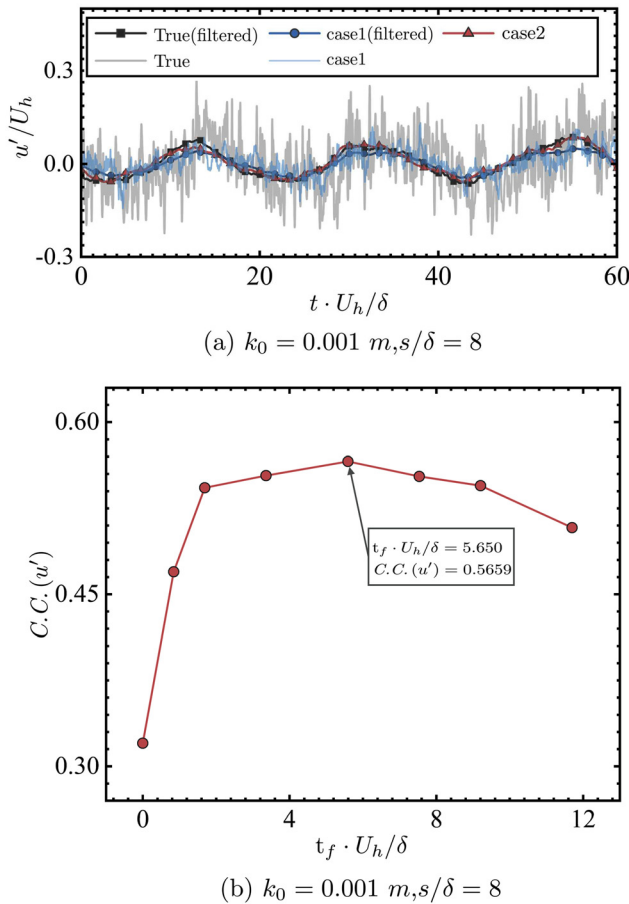 True(filtered) case1(filtered) case2
True case1
0.3
0.0
-0.3
u′/U_h
0 20 40 60
t · U_h/δ
(a) k_0 = 0.001 m,s/δ = 8
0.60
0.45
0.30
C.C.(u′)
t_f · U_h/δ = 5.650
C.C.(u′) = 0.5659
0 4 8 12
t_f · U_h/δ
(b) k_0 = 0.001 m,s/δ = 8